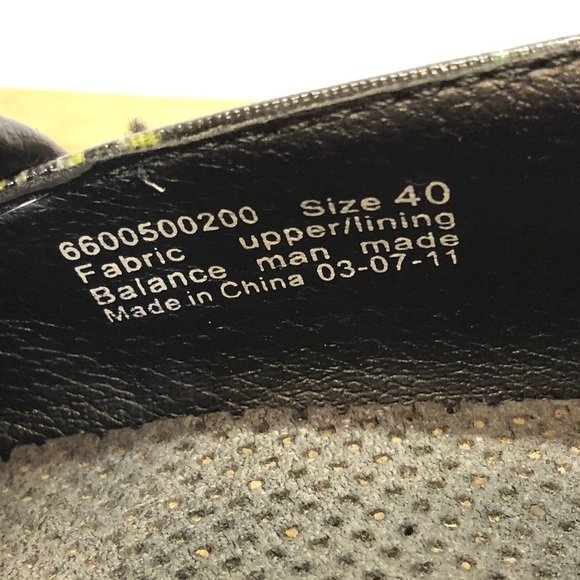 6600500200 Size 40
Fabric upper/lining
Balance man made
Made in China 03-07-11